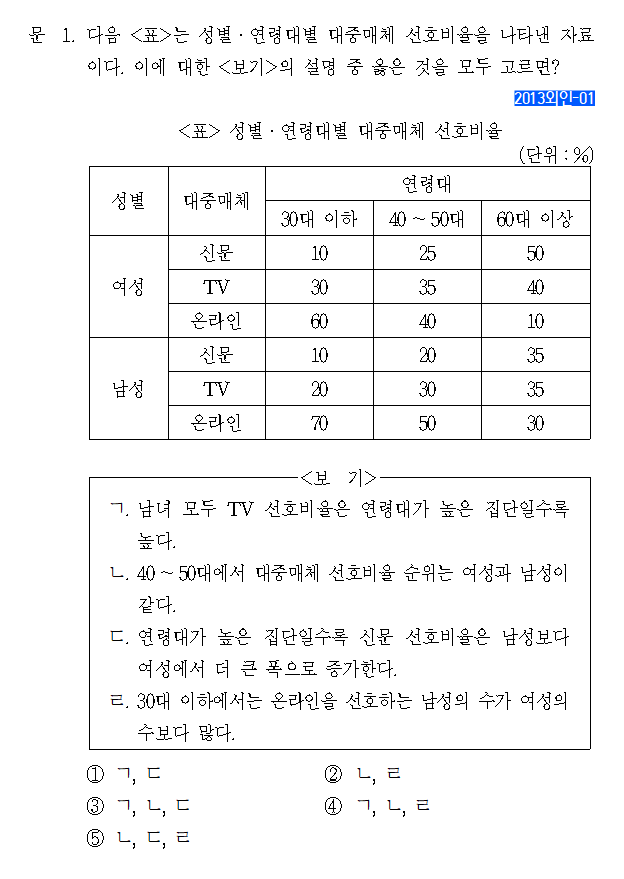 문 1. 다음 <표>는 성별·연령대별 대중매체 선호비율을 나타낸 자료
이다. 이에 대한 <보기>의 설명 중 옳은 것을 모두 고르면?
2013외인-01
<표> 성별·연령대별 대중매체 선호비율
(단위 : %)
성별 대중매체 연령대
30대 이하 40 ~ 50대 60대 이상
여성 신문 10 25 50
TV 30 35 40
온라인 60 40 10
남성 신문 10 20 35
TV 20 30 35
온라인 70 50 30
<보 기>
ㄱ. 남녀 모두 TV 선호비율은 연령대가 높은 집단일수록
높다.
ㄴ. 40 ~ 50대에서 대중매체 선호비율 순위는 여성과 남성이
같다.
ㄷ. 연령대가 높은 집단일수록 신문 선호비율은 남성보다
여성에서 더 큰 폭으로 증가한다.
ㄹ. 30대 이하에서는 온라인을 선호하는 남성의 수가 여성의
수보다 많다.
① ㄱ, ㄷ ② ㄴ, ㄹ
③ ㄱ, ㄴ, ㄷ ④ ㄱ, ㄴ, ㄹ
⑤ ㄴ, ㄷ, ㄹ